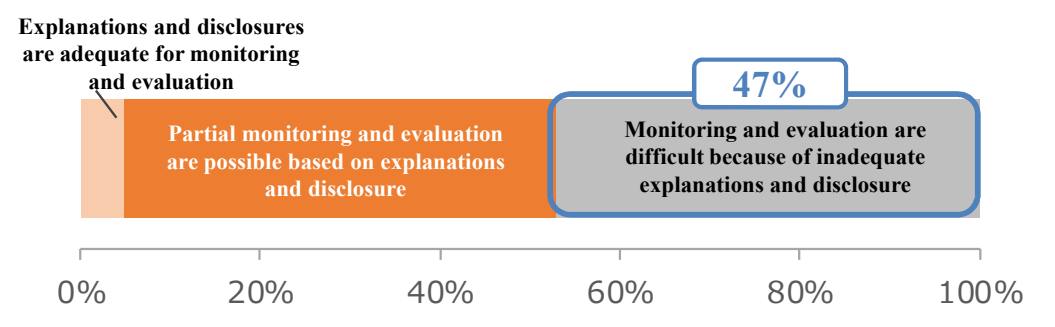 Explanations and disclosures
are adequate for monitoring
and evaluation
47%
Partial monitoring and evaluation
are possible based on explanations
and disclosure
Monitoring and evaluation are
difficult because of inadequate
explanations and disclosure
0%
20%
40%
60%
80%
100%